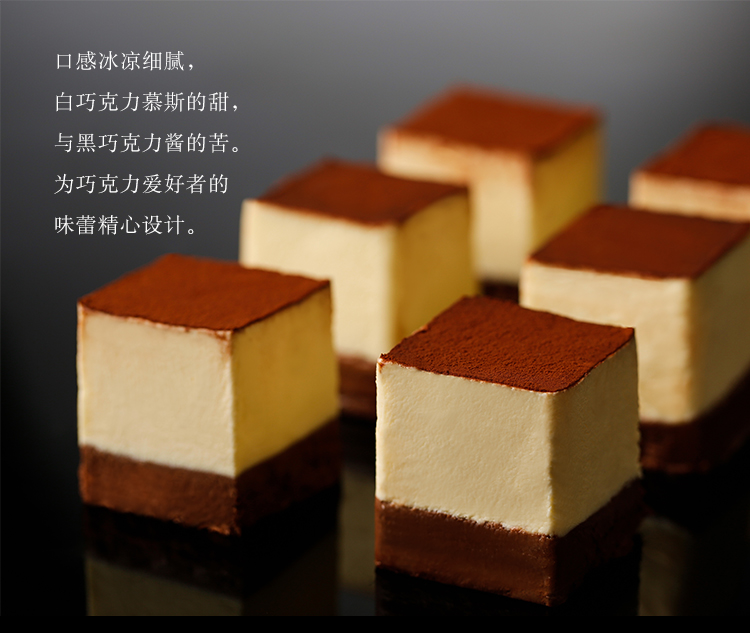 口感冰凉细腻，
白巧克力慕斯的甜，
与黑巧克力酱的苦。
为巧克力爱好者的
味蕾精心设计。